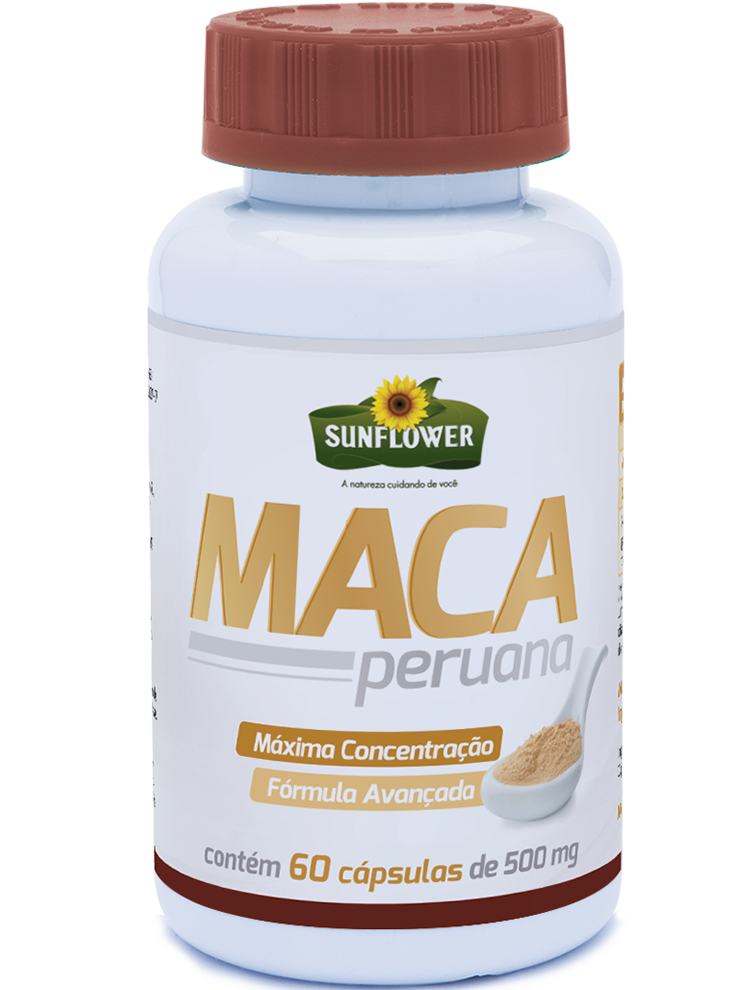 SUNFLOWER
A natureza cuidando de você
MACA
peruana
Máxima Concentração
Fórmula Avançada
contém 60 cápsulas de 500 mg